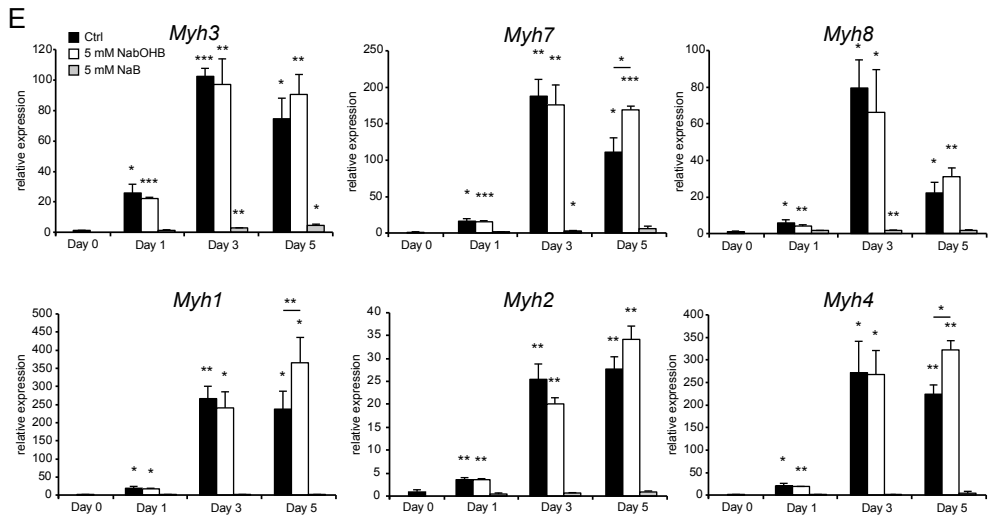 E
Myh3
Ctrl
5 mM NabOHB
5 mM NaB
relative expression
120
100
80
60
40
20
0
* *** *** ** ** * ** *
Day 0 Day 1 Day 3 Day 5
Myh7
relative expression
250
200
150
100
50
0
* *** ** ** * * * ***
Day 0 Day 1 Day 3 Day 5
Myh8
relative expression
100
80
60
40
20
0
* ** * * ** * **
Day 0 Day 1 Day 3 Day 5
Myh1
relative expression
500
450
400
350
300
250
200
150
100
50
0
* * ** * * ** *
Day 0 Day 1 Day 3 Day 5
Myh2
relative expression
40
35
30
25
20
15
10
5
0
** ** ** ** ** **
Day 0 Day 1 Day 3 Day 5
Myh4
relative expression
400
350
300
250
200
150
100
50
0
* ** * * ** * **
Day 0 Day 1 Day 3 Day 5